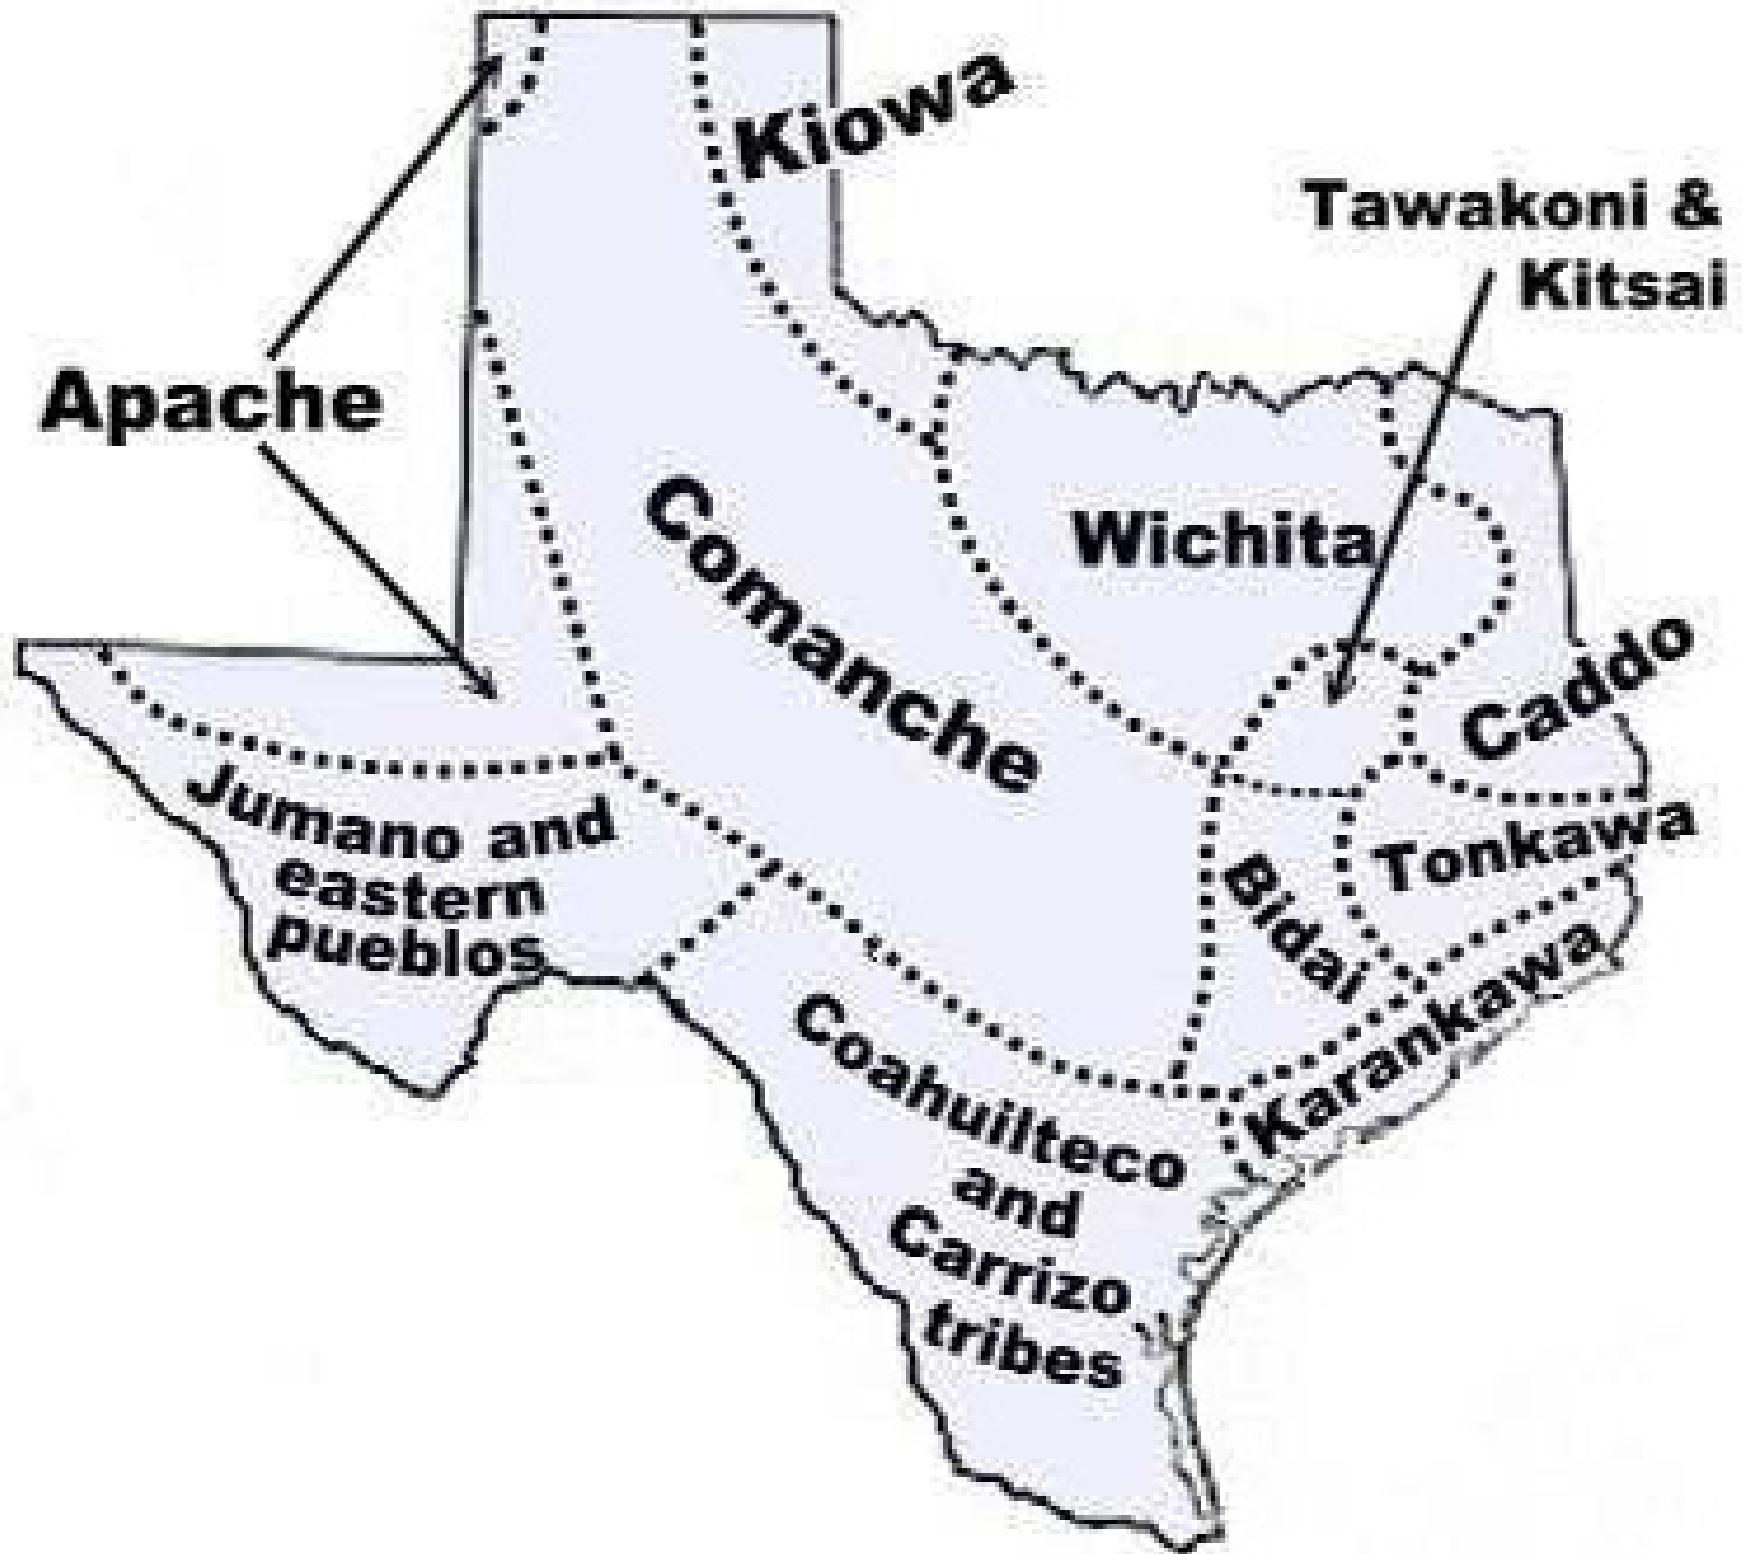 Kiowa
Tawakoni &
Kitsai
Apache
Comanche
Wichita
Caddo
Jumano and
eastern
pueblos
Tonkawa
Bidai
Karankawa
Coahuilteco
and
Carrizo
tribes